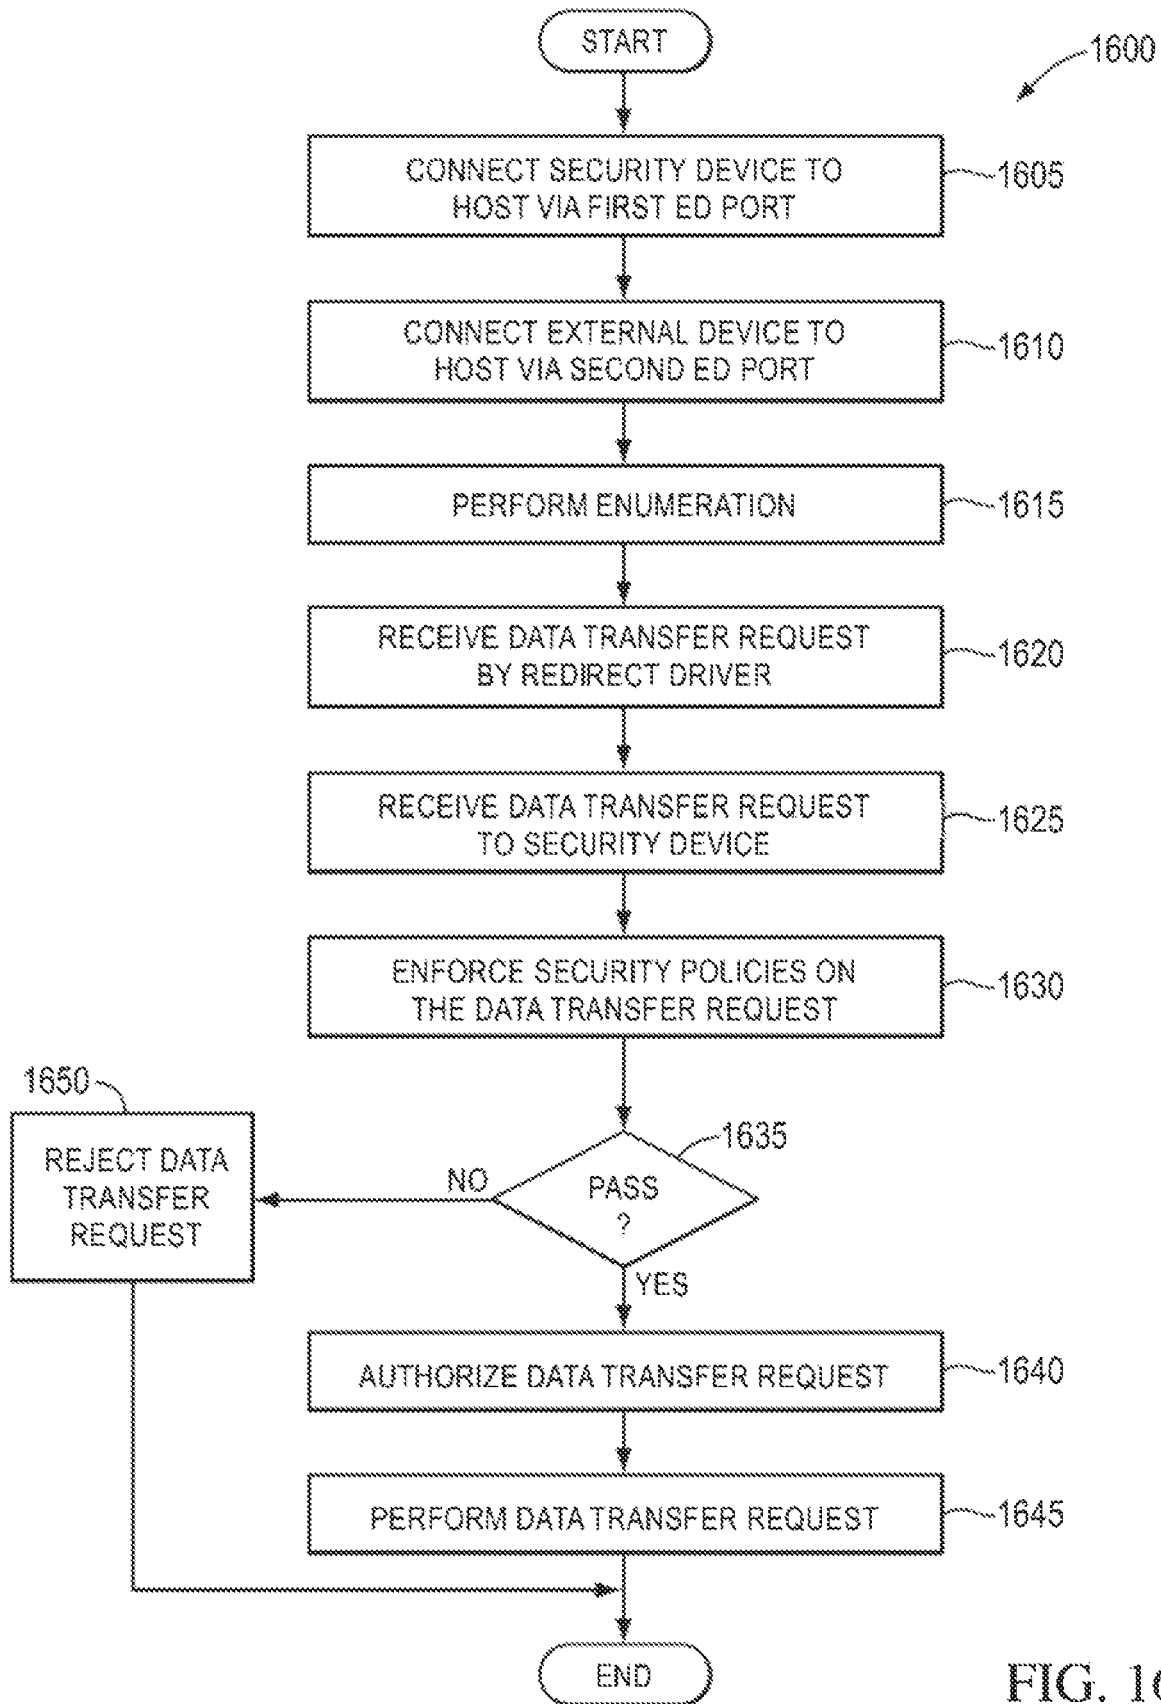 START
1600
CONNECT SECURITY DEVICE TO
HOST VIA FIRST ED PORT
1605
CONNECT EXTERNAL DEVICE TO
HOST VIA SECOND ED PORT
1610
PERFORM ENUMERATION
1615
RECEIVE DATA TRANSFER REQUEST
BY REDIRECT DRIVER
1620
RECEIVE DATA TRANSFER REQUEST
TO SECURITY DEVICE
1625
ENFORCE SECURITY POLICIES ON
THE DATA TRANSFER REQUEST
1630
1650
REJECT DATA
TRANSFER
REQUEST
NO
PASS
?
1635
YES
AUTHORIZE DATA TRANSFER REQUEST
1640
PERFORM DATA TRANSFER REQUEST
1645
END
FIG. 16